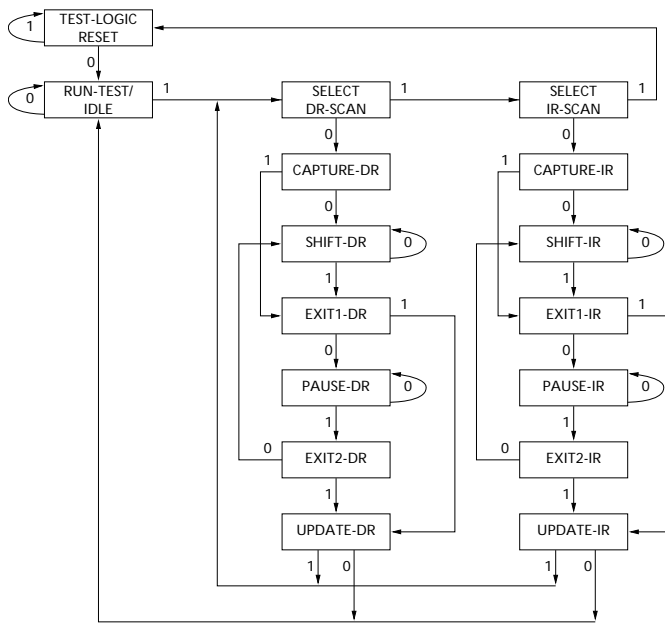 1
TEST-LOGIC
RESET
0
0
RUN-TEST/
IDLE
1
SELECT
DR-SCAN
1
SELECT
IR-SCAN
1
0
0
1
CAPTURE-DR
1
CAPTURE-IR
0
0
SHIFT-DR
0
SHIFT-IR
0
1
1
EXIT1-DR
1
EXIT1-IR
1
0
0
PAUSE-DR
0
PAUSE-IR
0
1
1
0
EXIT2-DR
0
EXIT2-IR
1
1
UPDATE-DR
UPDATE-IR
1
0
1
0